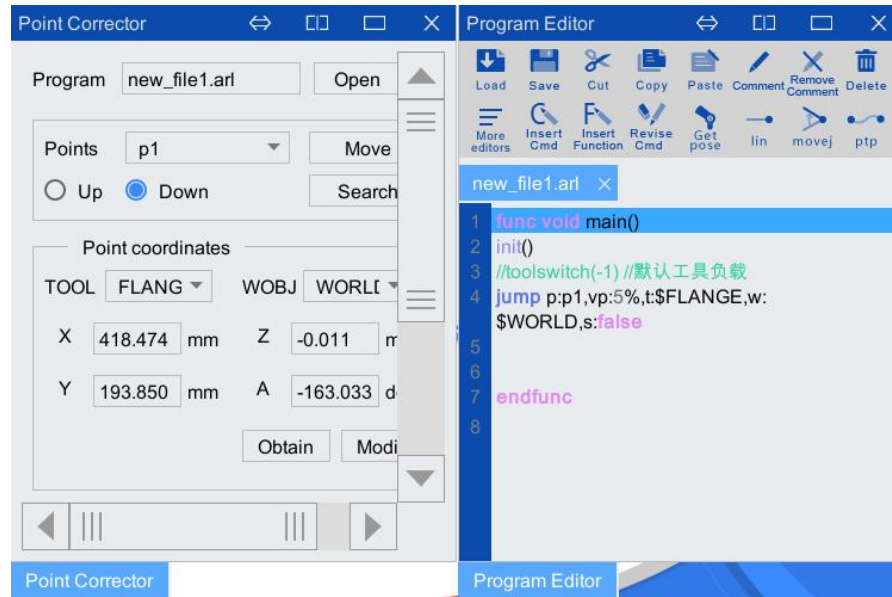 Point Corrector
Program new_file1.arl Open
Points p1 Move
Up Down Search
Point coordinates
TOOL FLANG WOBJ WORL
X 418.474 mm Z -0.011 m
Y 193.850 mm A -163.033 d
Obtain Modi
Point Corrector
Program Editor
Load Save Cut Copy Paste Comment Remove Comment Delete
More editors Insert Cmd Insert Function Revise Cmd Get pose lin movej ptp
new_file1.arl
1 func void main()
2 init()
3 //toolswitch(-1) //默认工具负载
4 jump p:p1,vp:5%,t:$FLANGE,w:
$WORLD,s:false
5
6
7 endfunc
8
Program Editor